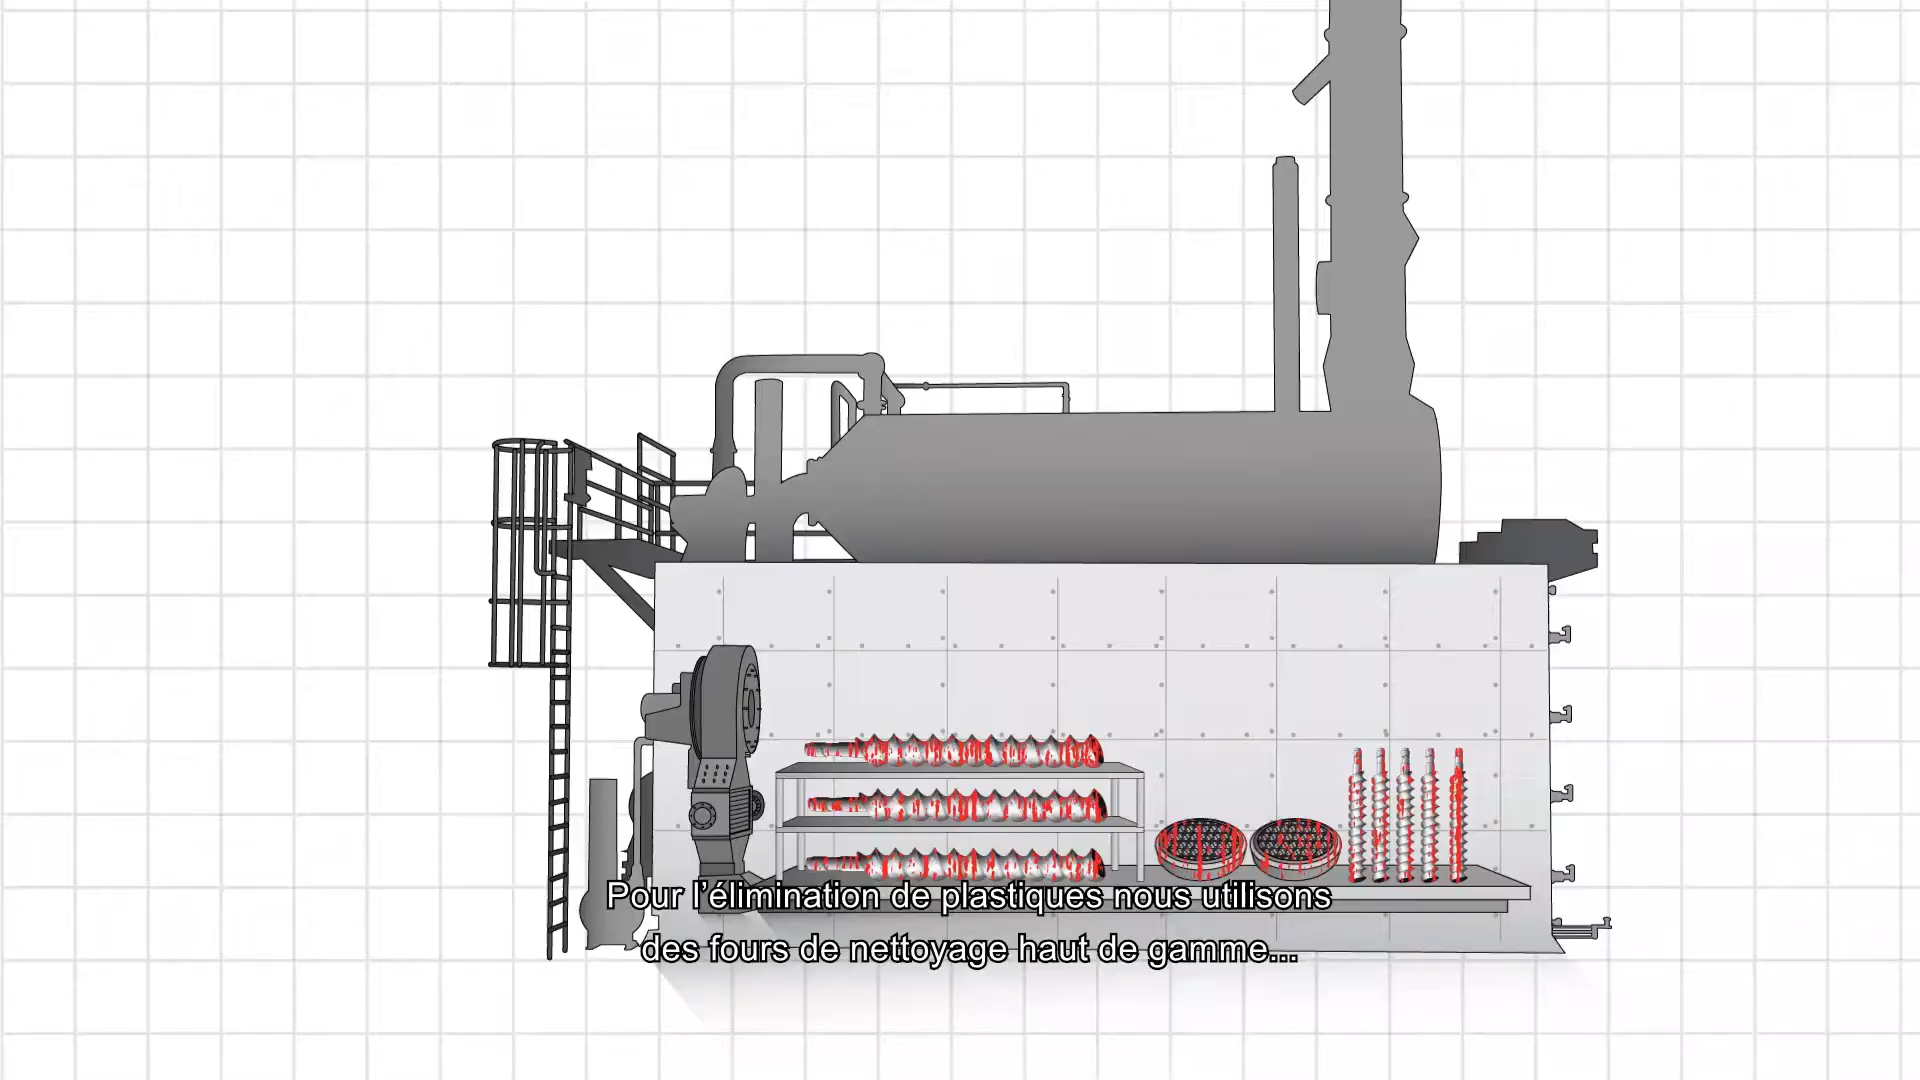 Pour l’élimination de plastiques nous utilisons
des fours de nettoyage haut de gamme...